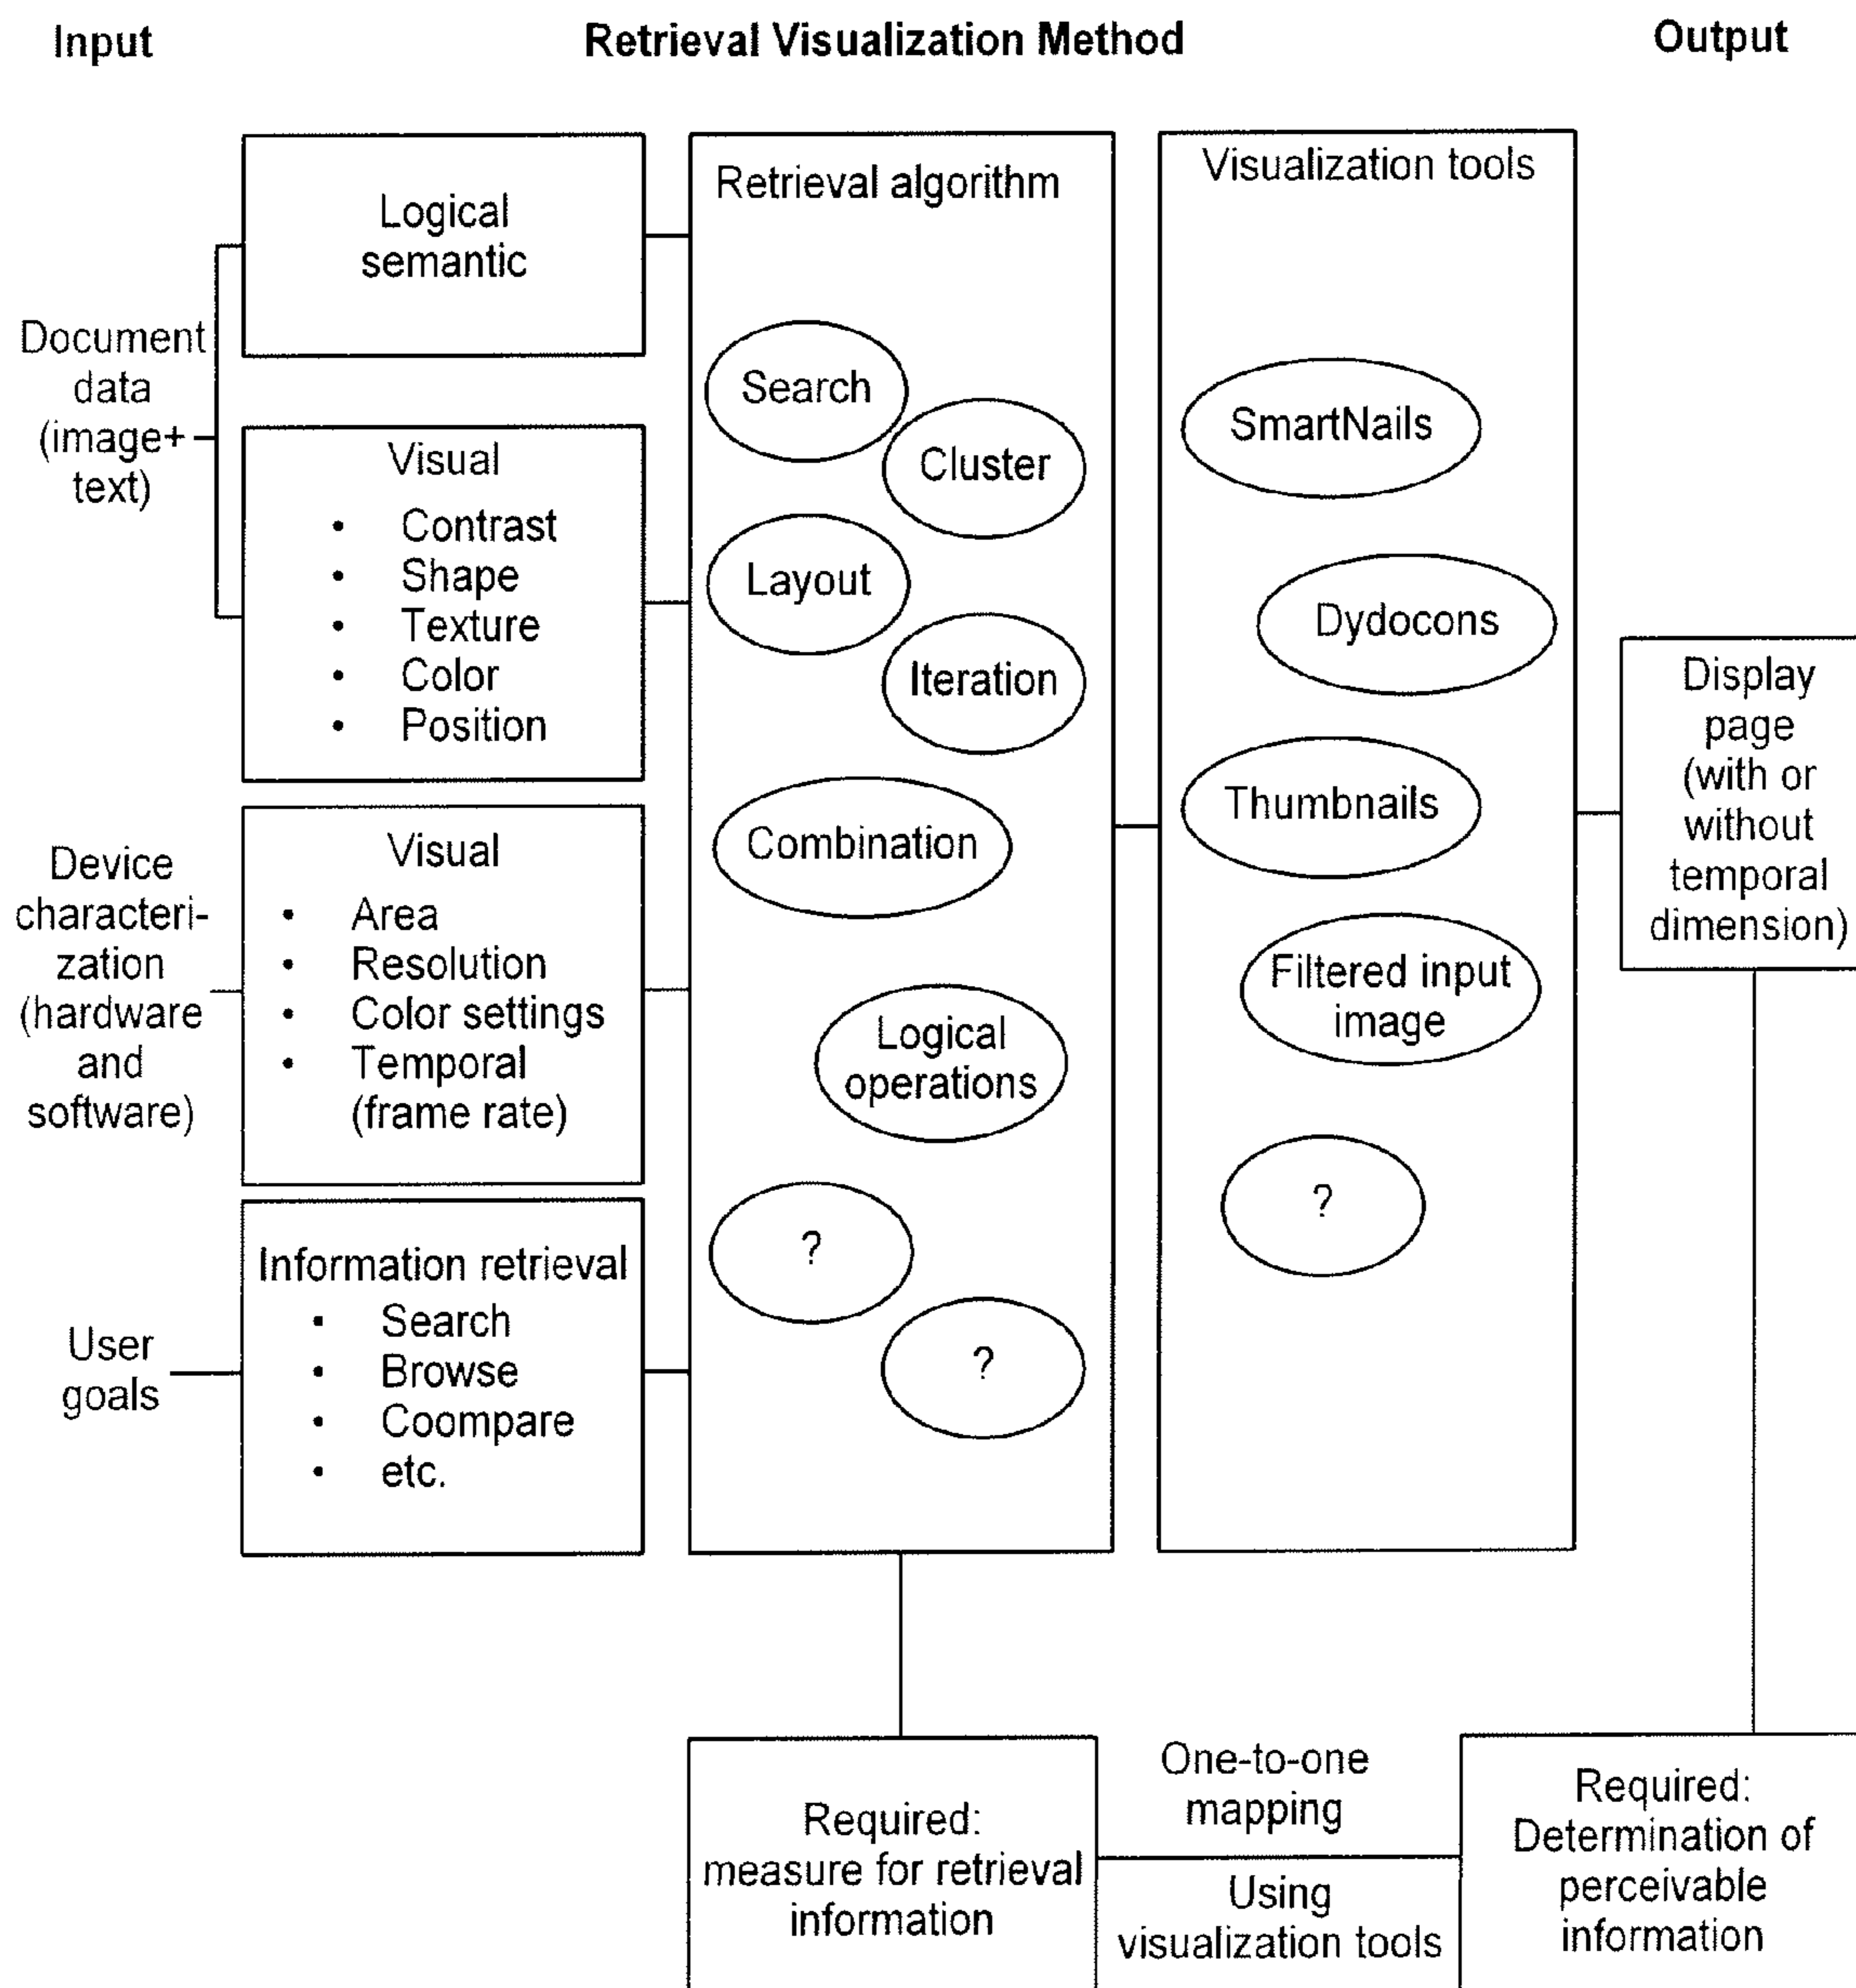 Input
Retrieval Visualization Method
Output
Document
data
(image+
text)
Logical
semantic
Visual
• Contrast
• Shape
• Texture
• Color
• Position
Device
characteri-
zation
(hardware
and
software)
Visual
• Area
• Resolution
• Color settings
• Temporal
(frame rate)
User
goals
Information retrieval
• Search
• Browse
• Coompare
• etc.
Retrieval algorithm
Search
Cluster
Layout
Iteration
Combination
Logical
operations
?
?
Visualization tools
SmartNails
Dydocons
Thumbnails
Filtered input
image
?
Display
page
(with or
without
temporal
dimension)
Required:
measure for retrieval
information
One-to-one
mapping
Using
visualization tools
Required:
Determination of
perceivable
information